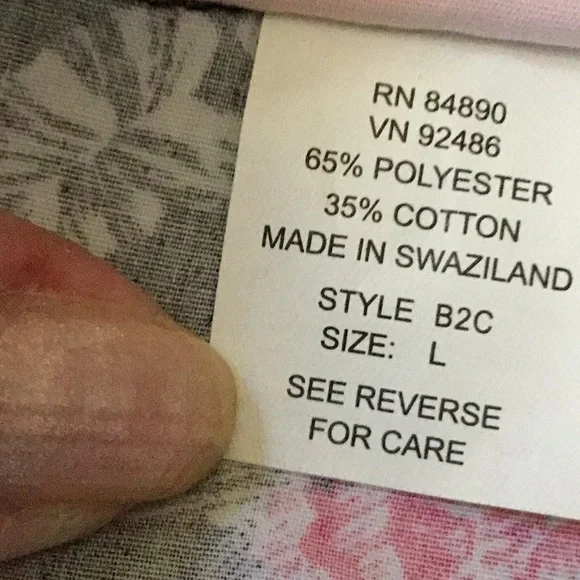 RN 84890
VN 92486
65% POLYESTER
35% COTTON
MADE IN SWAZILAND
STYLE B2C
SIZE: L
SEE REVERSE
FOR CARE